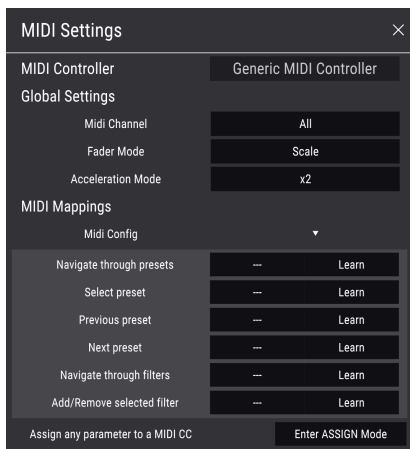 MIDI Settings ×
MIDI Controller Generic MIDI Controller
Global Settings
Midi Channel All
Fader Mode Scale
Acceleration Mode x2
MIDI Mappings
Midi Config ▼
Navigate through presets --- Learn
Select preset --- Learn
Previous preset --- Learn
Next preset --- Learn
Navigate through filters --- Learn
Add/Remove selected filter --- Learn
Assign any parameter to a MIDI CC Enter ASSIGN Mode